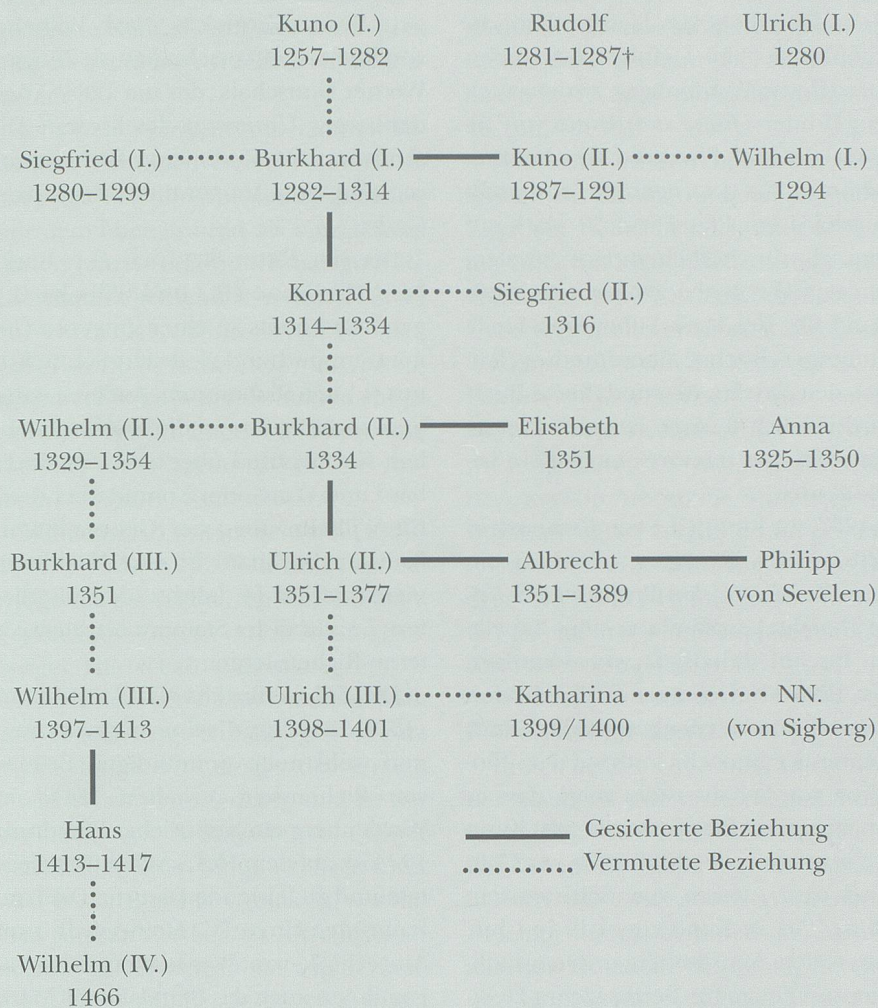 Kuno (I.) Rudolf Ulrich (I.)
1257–1282 1281–1287† 1280
Siegfried (I.) Burkhard (I.) Kuno (II.) Wilhelm (I.)
1280–1299 1282–1314 1287–1291 1294
Konrad Siegfried (II.)
1314–1334 1316
Wilhelm (II.) Burkhard (II.) Elisabeth Anna
1329–1354 1334 1351 1325–1350
Burkhard (III.) Ulrich (II.) Albrecht Philipp
1351 1351–1377 1351–1389 (von Sevelen)
Wilhelm (III.) Ulrich (III.) Katharina NN.
1397–1413 1398–1401 1399/1400 (von Sigberg)
Hans
1413–1417
Gesicherte Beziehung
Vermutete Beziehung
Wilhelm (IV.)
1466